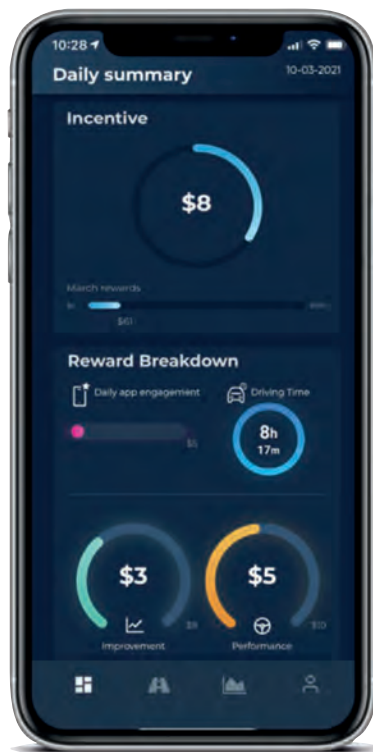 10:28
Daily summary
10-03-2021
Incentive
$8
March rewards
$61
Reward Breakdown
Daily app engagement
Driving Time
$5
8h
17m
$3
$5
$10
Improvement
Performance